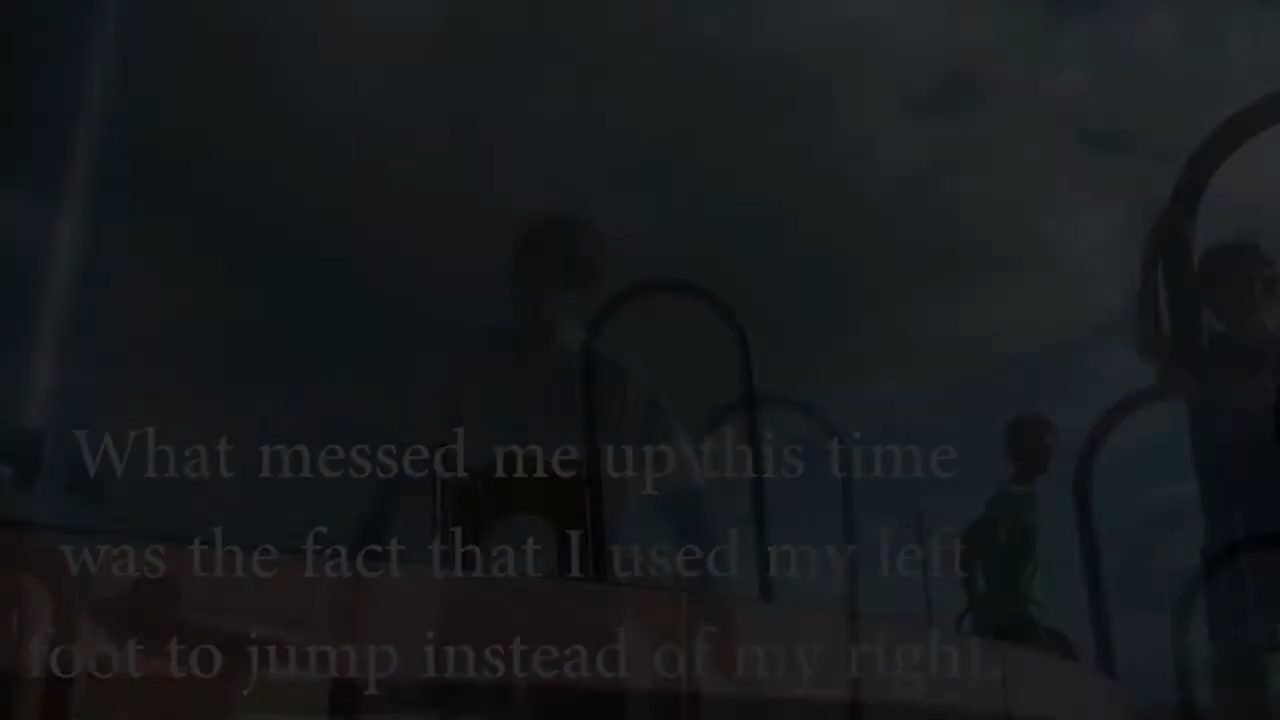 What messed me up this time
was the fact that I used my left
foot to jump instead of my right.